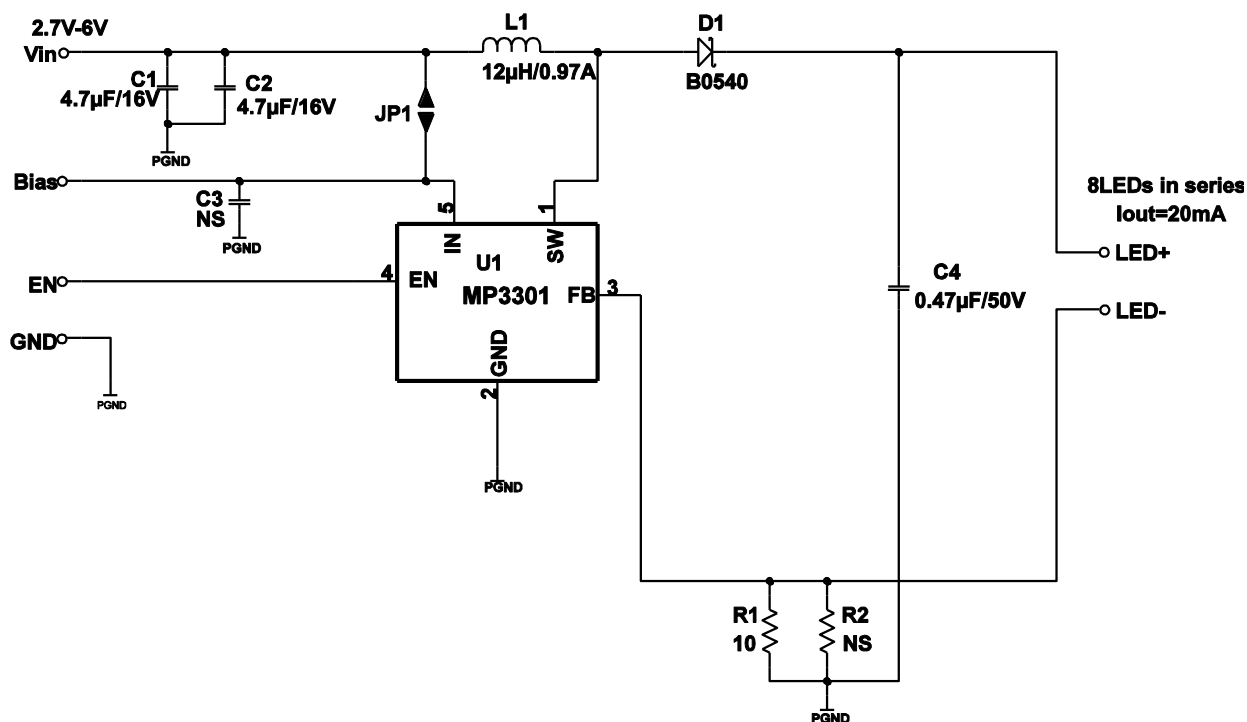 2.7V-6V
Vin
C1
4.7µF/16V
C2
4.7µF/16V
PGND
JP1
L1
12µH/0.97A
D1
B0540
Bias
C3
NS
PGND
5
IN
1
SW
U1
MP3301
4
EN
FB
3
GND
2
PGND
EN
GND
PGND
8LEDs in series
Iout=20mA
LED+
LED-
C4
0.47µF/50V
R1
10
R2
NS
PGND